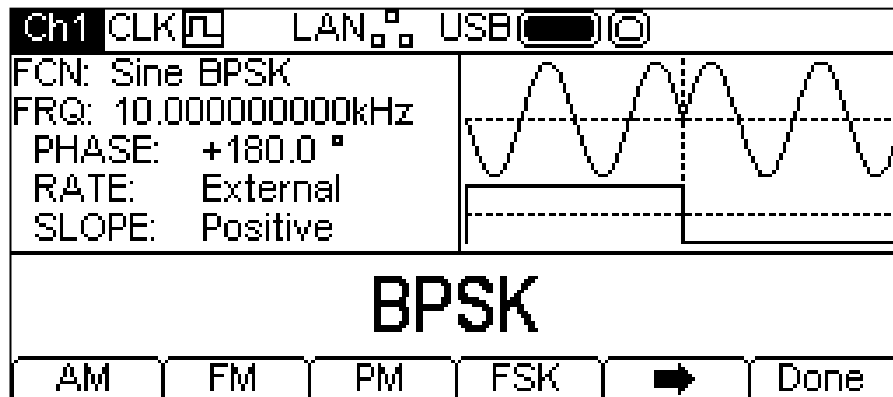 Ch1 CLK LAN USB
FCN: Sine BPSK
FRQ: 10.000000000kHz
PHASE: +180.0 °
RATE: External
SLOPE: Positive
BPSK
AM FM PM FSK Done